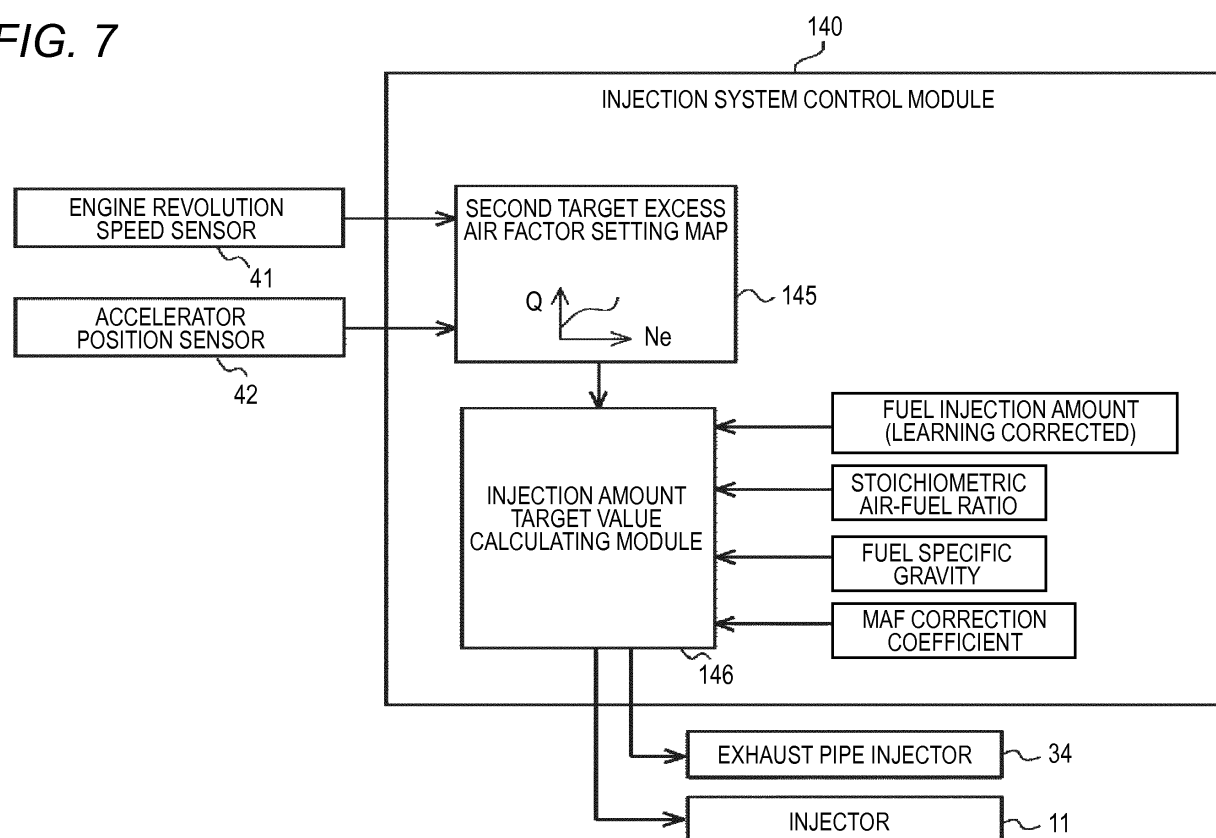 FIG. 7
140
INJECTION SYSTEM CONTROL MODULE
ENGINE REVOLUTION
SPEED SENSOR
41
SECOND TARGET EXCESS
AIR FACTOR SETTING MAP
Q
Ne
145
ACCELERATOR
POSITION SENSOR
42
INJECTION AMOUNT
TARGET VALUE
CALCULATING MODULE
146
FUEL INJECTION AMOUNT
(LEARNING CORRECTED)
STOICHIOMETRIC
AIR-FUEL RATIO
FUEL SPECIFIC
GRAVITY
MAF CORRECTION
COEFFICIENT
EXHAUST PIPE INJECTOR
34
INJECTOR
11